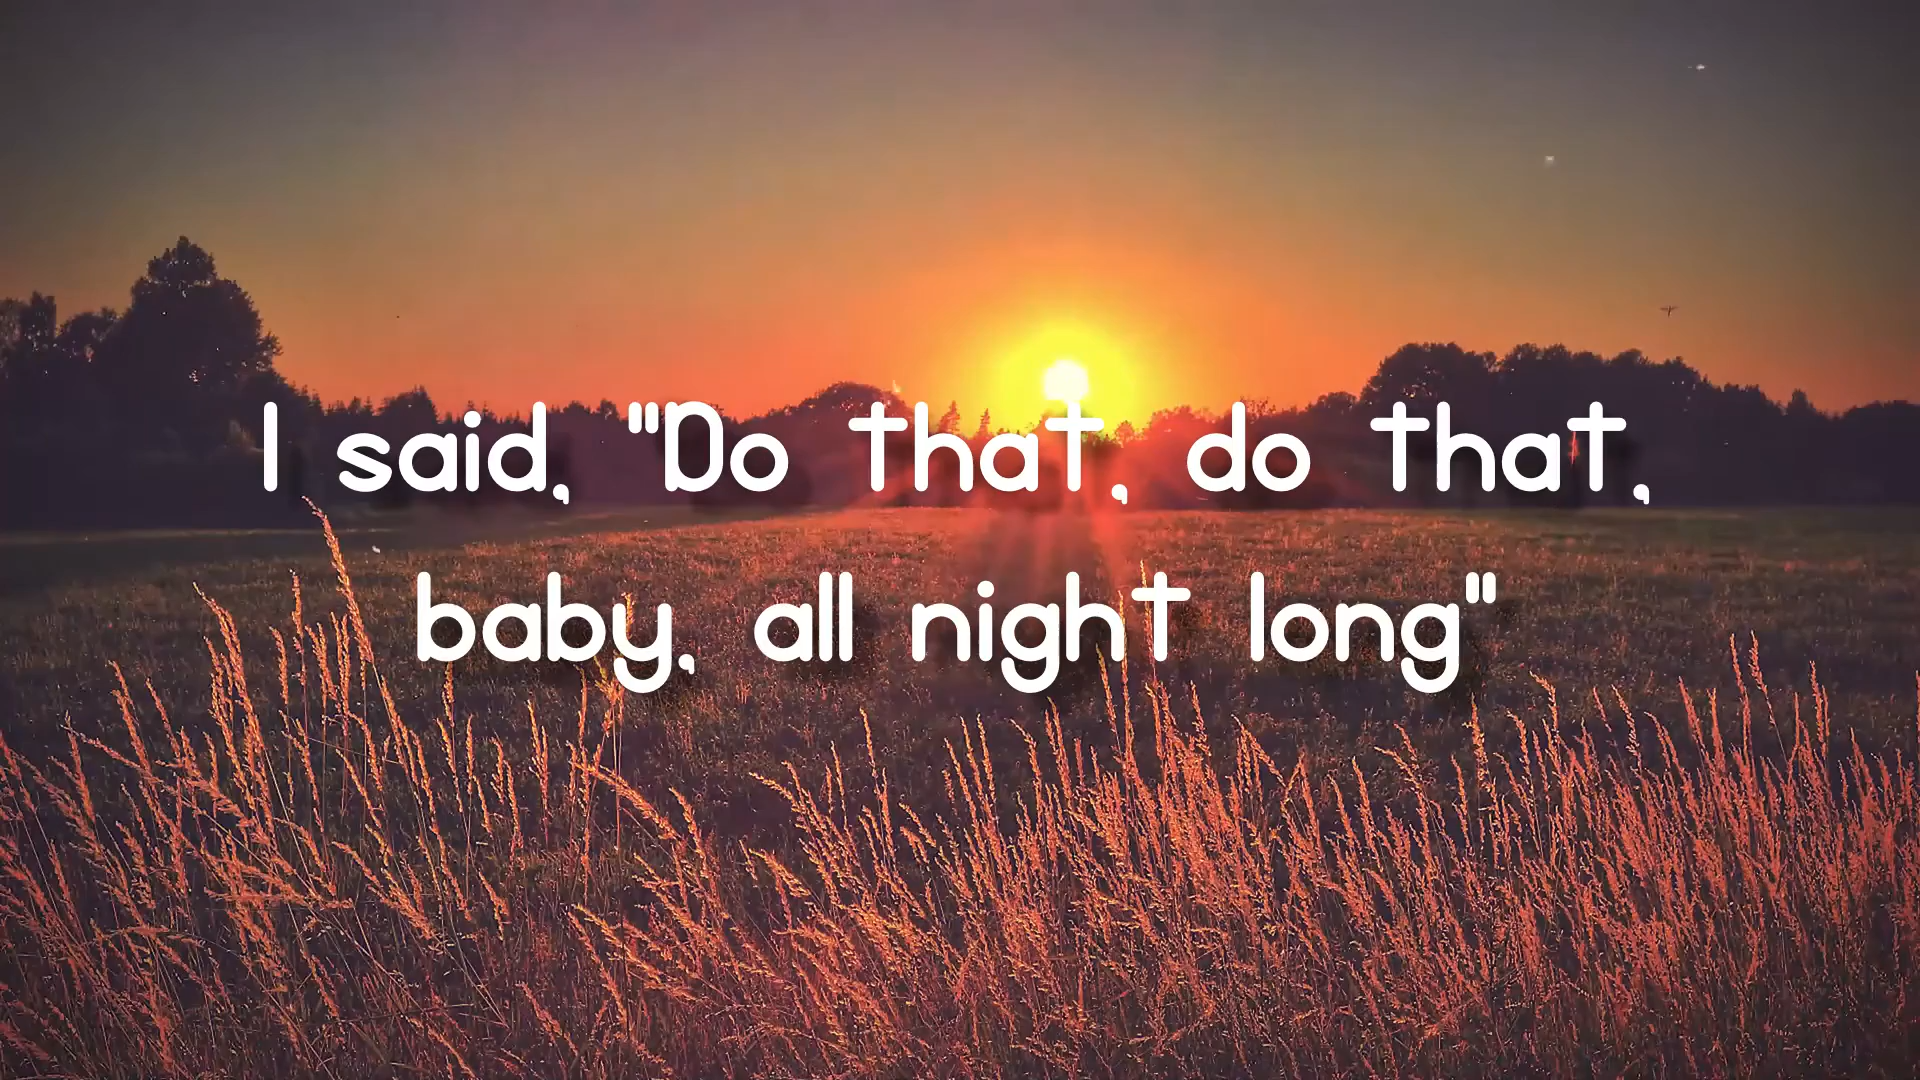 I said, "Do that, do that,
baby, all night long"